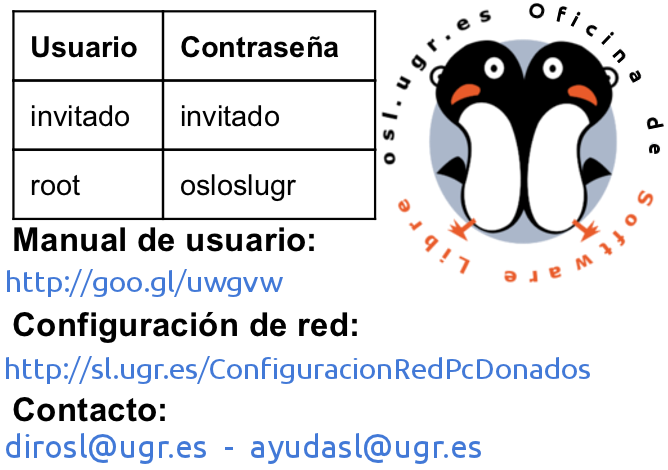 Usuario Contraseña
invitado invitado
root osloslugr
osl.ugr.es Oficina de Software Libre
Manual de usuario:
http://goo.gl/uwgvw
Configuración de red:
http://sl.ugr.es/ConfiguracionRedPcDonados
Contacto:
dirosl@ugr.es - ayudasl@ugr.es